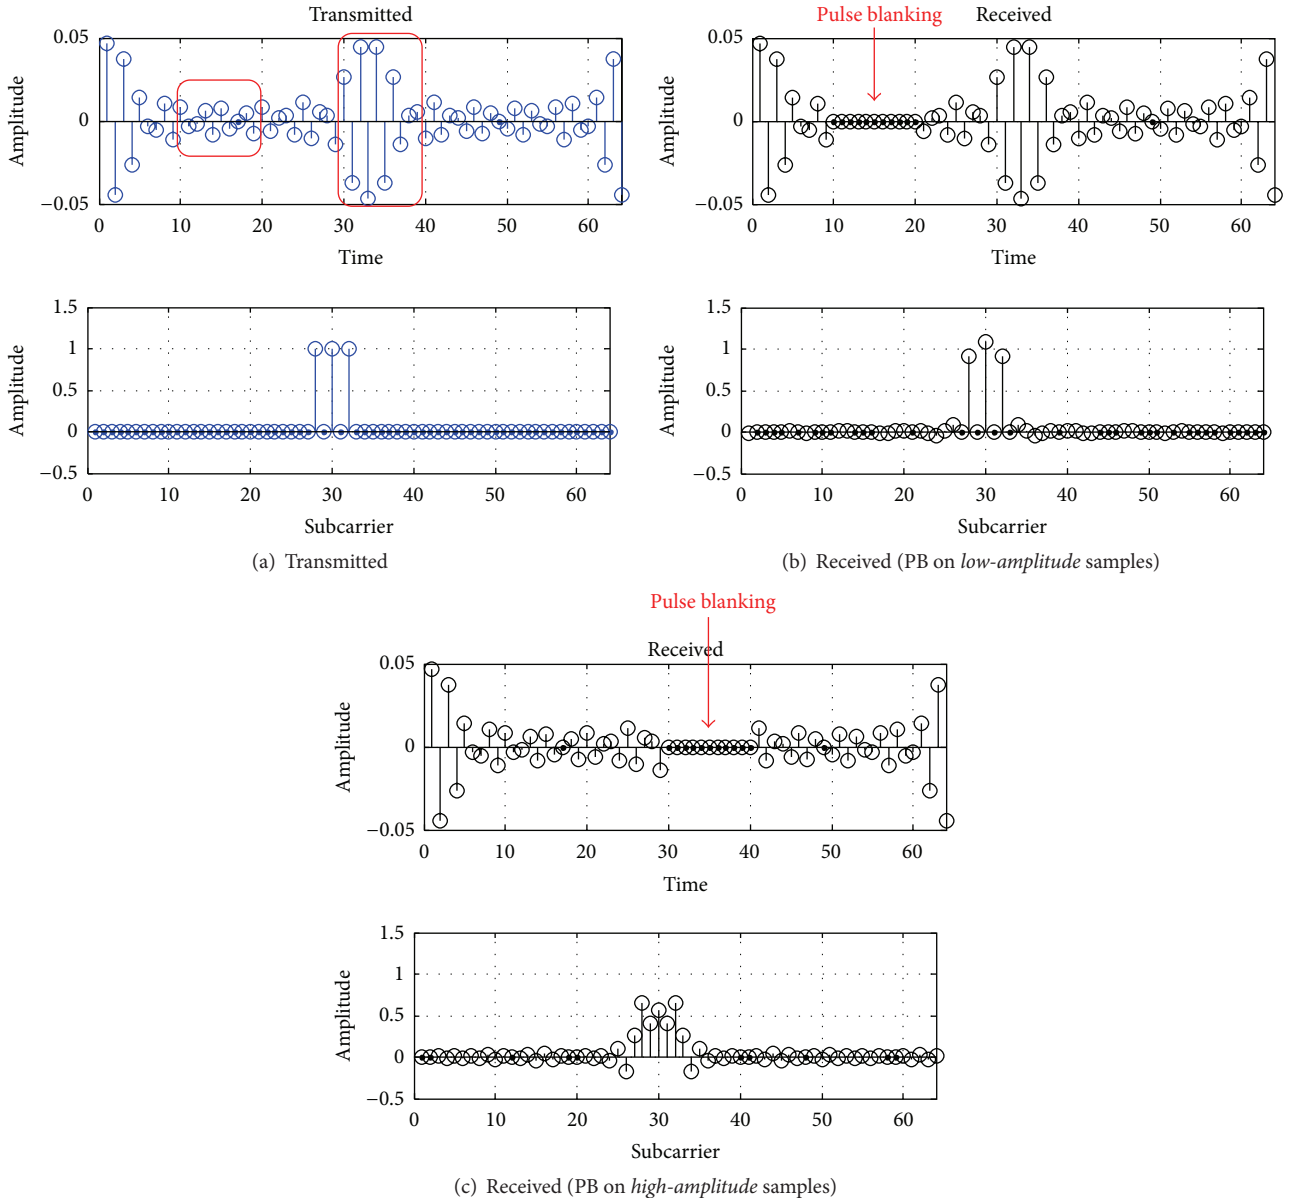 Transmitted
Pulse blanking
Received
0.05
0
−0.05
Amplitude
0 10 20 30 40 50 60
Time
0.05
0
−0.05
Amplitude
0 10 20 30 40 50 60
Time
1.5
1
0.5
0
−0.5
Amplitude
0 10 20 30 40 50 60
Subcarrier
(a) Transmitted
1.5
1
0.5
0
−0.5
Amplitude
0 10 20 30 40 50 60
Subcarrier
(b) Received (PB on low-amplitude samples)
Pulse blanking
Received
0.05
0
−0.05
Amplitude
0 10 20 30 40 50 60
Time
1.5
1
0.5
0
−0.5
Amplitude
0 10 20 30 40 50 60
Subcarrier
(c) Received (PB on high-amplitude samples)